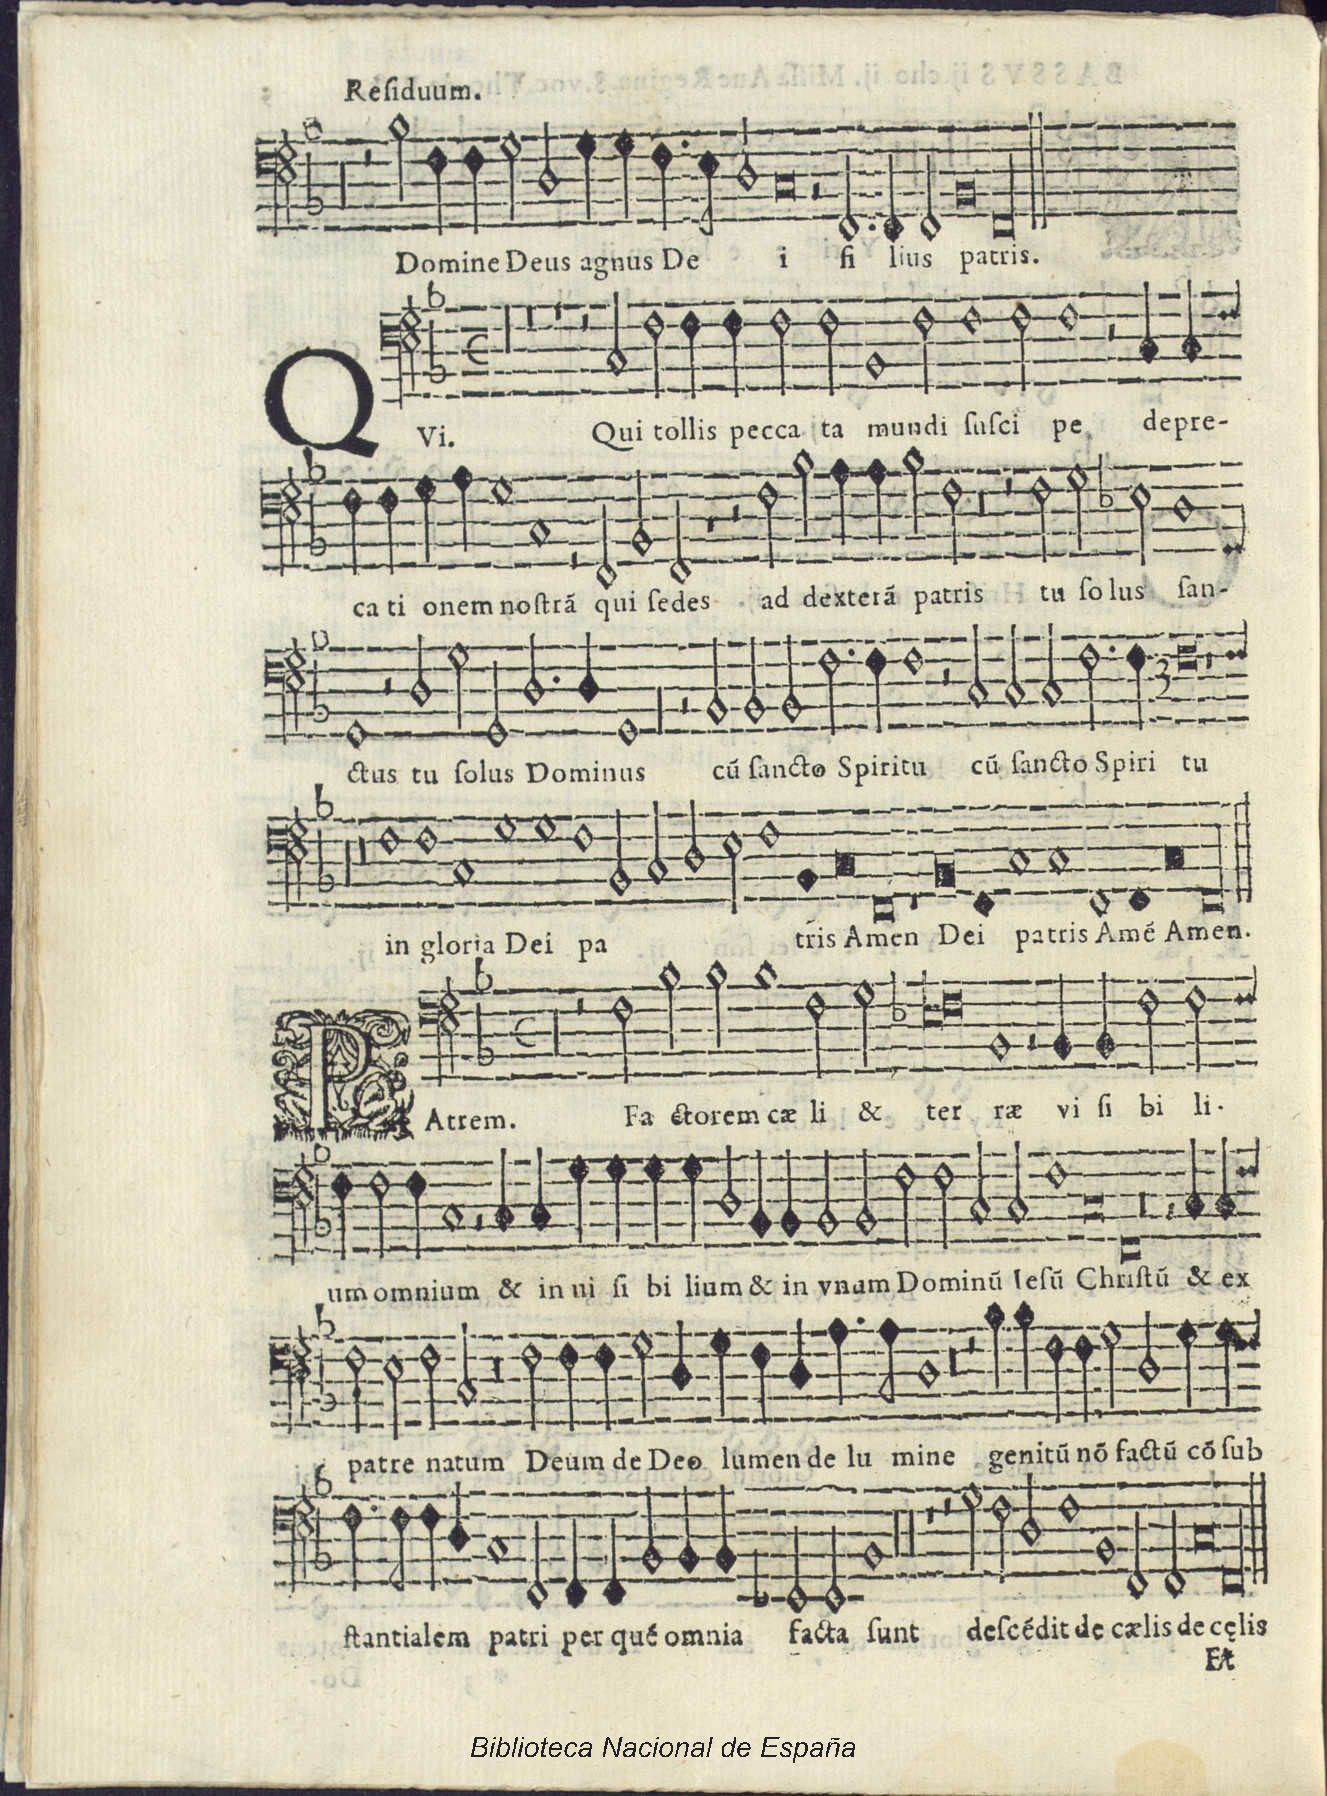 Reſiduum.
Domine Deus agnus De i fi lius patris.
QVi. Qui tollis pecca ta mundi ſuſci pe depre-
ca ti onem noſtrã qui ſedes ad dexterã patris tu ſo lus ſan-
ctus tu ſolus Dominus cũ ſancto Spiritu cũ ſancto Spiri tu
in gloria Dei pa tris Amen Dei patris Amẽ Amen.
PAtrem. Fa ctorem cæ li & ter ræ vi ſi bi li.
um omnium & in ui ſi bi lium & in vnum Dominũ Ieſũ Chriſtũ & ex
patre natum Deum de Deo lumen de lu mine genitũ nõ factũ cõ ſub
ſtantialem patri per quẽ omnia facta ſunt deſcẽdit de cælis de cęlis
Et
Biblioteca Nacional de España